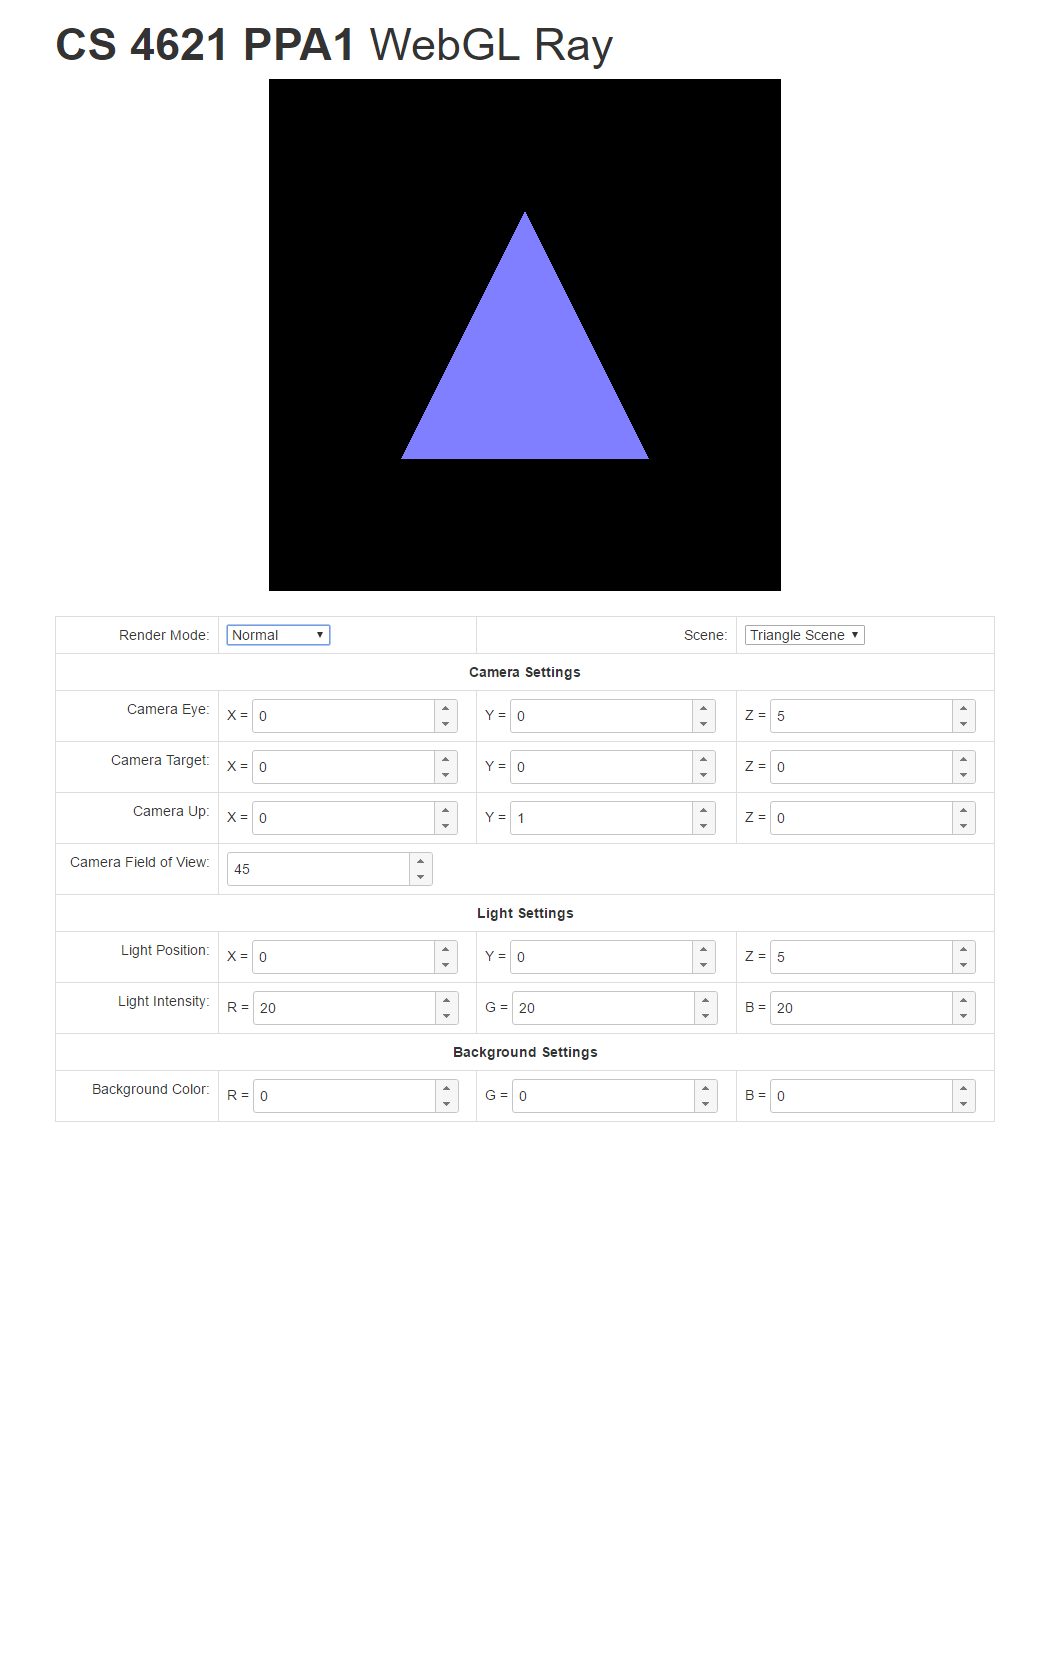 CS 4621 PPA1 WebGL Ray
Render Mode: Normal Scene: Triangle Scene
Camera Settings
Camera Eye: X = 0 Y = 0 Z = 5
Camera Target: X = 0 Y = 0 Z = 0
Camera Up: X = 0 Y = 1 Z = 0
Camera Field of View: 45
Light Settings
Light Position: X = 0 Y = 0 Z = 5
Light Intensity: R = 20 G = 20 B = 20
Background Settings
Background Color: R = 0 G = 0 B = 0